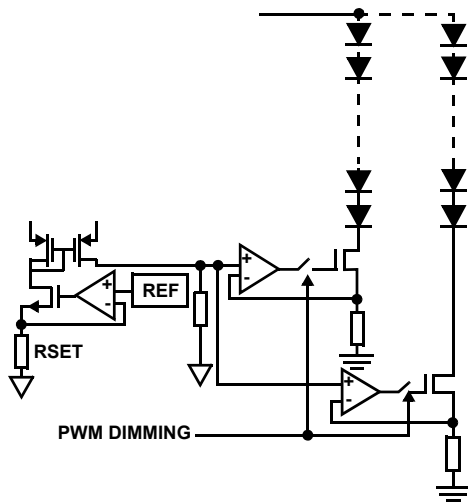 +
-
+
-
REF
RSET
+
-
PWM DIMMING